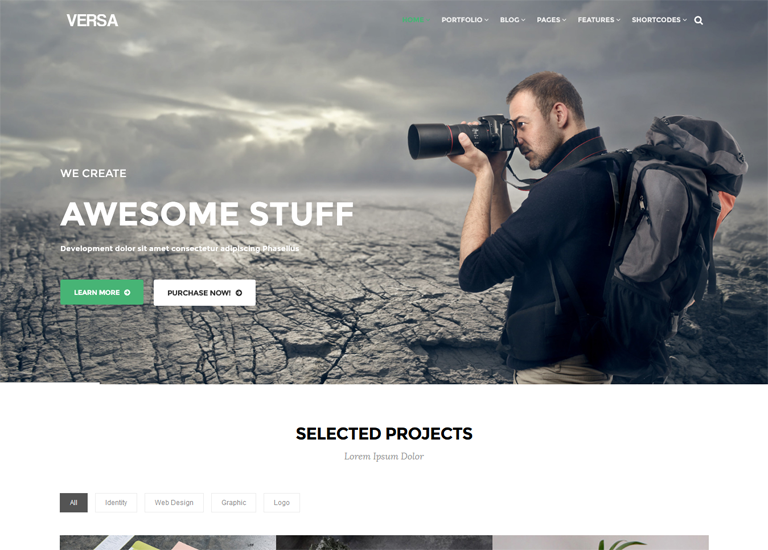 VERSA
HOME
PORTFOLIO
BLOG
PAGES
FEATURES
SHORTCODES
WE CREATE
AWESOME STUFF
Development dolor sit amet consectetur adipiscing Phasellus
LEARN MORE
PURCHASE NOW!
SELECTED PROJECTS
Lorem Ipsum Dolor
All
Identity
Web Design
Graphic
Logo